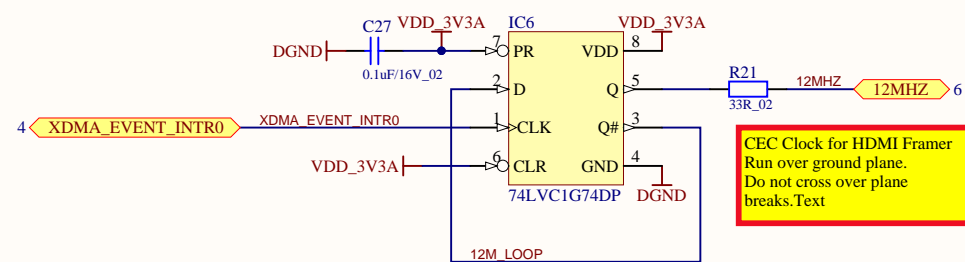 C27
VDD_3V3A
IC6
VDD_3V3A
DGND
7
PR
VDD
8
0.1uF/16V_02
2
D
Q
5
R21
12MHZ
12MHZ
6
33R_02
4
XDMA_EVENT_INTR0
XDMA_EVENT_INTR0
1
CLK
Q#
3
VDD_3V3A
6
CLR
GND
4
DGND
74LVC1G74DP
12M_LOOP
CEC Clock for HDMI Framer
Run over ground plane.
Do not cross over plane
breaks.Text